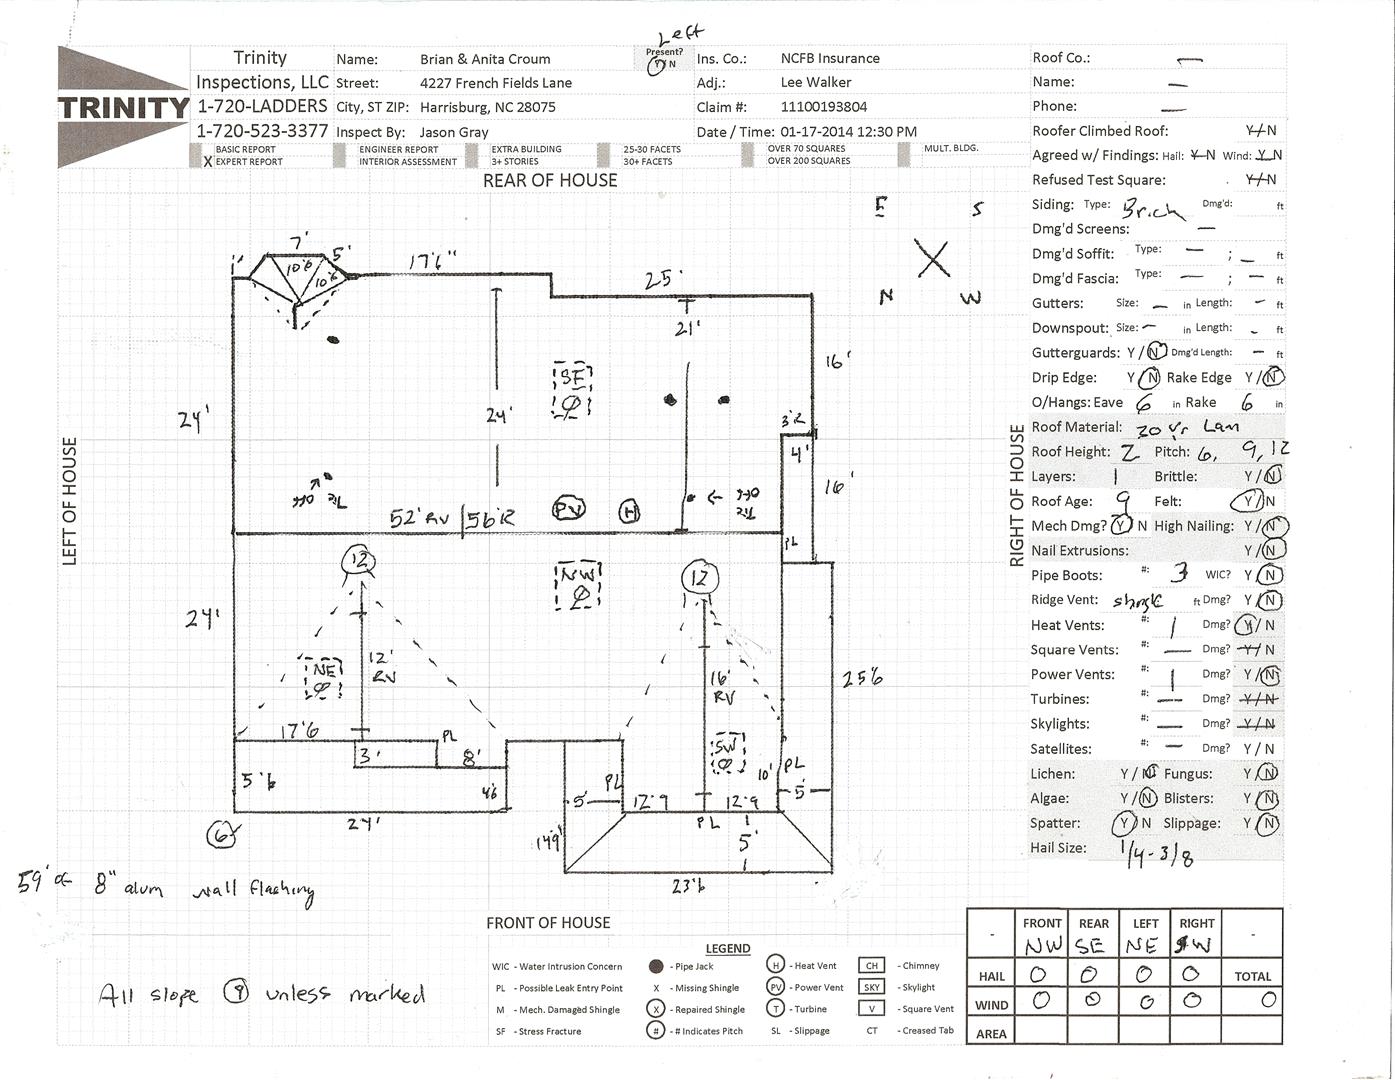 Left
Trinity
Inspections, LLC
1-720-LADDERS
1-720-523-3377
TRINITY
Name: Brian & Anita Croum
Street: 4227 French Fields Lane
City, ST ZIP: Harrisburg, NC 28075
Inspect By: Jason Gray
Present?
Y N
Ins. Co.: NCFB Insurance
Adj.: Lee Walker
Claim #: 11100193804
Date / Time: 01-17-2014 12:30 PM
BASIC REPORT
X EXPERT REPORT
ENGINEER REPORT
INTERIOR ASSESSMENT
EXTRA BUILDING
3+ STORIES
25-30 FACETS
30+ FACETS
OVER 70 SQUARES
OVER 200 SQUARES
MULT. BLDG.
REAR OF HOUSE
E S
N W
7' 5'
10'6 10'6
17'6"
25'
21'
16'
SE
24'
24'
3'R
4'
16'
Tie off
Tie off
52' RV 56'R
PV H
PL
LEFT OF HOUSE
RIGHT OF HOUSE
12
12
NW
24'
NE
12' RV
16' RV
25'6
17'6
PL
3' 8'
5'6
4'6
24'
6
SW
PL
10'
PL
5'
12'9 12'9
5'
PL
5'
14'9'
23'6
59' of 8" alum wall flashing
FRONT OF HOUSE
All slope 9 unless marked
LEGEND
WIC - Water Intrusion Concern
PL - Possible Leak Entry Point
M - Mech. Damaged Shingle
SF - Stress Fracture
- Pipe Jack
X - Missing Shingle
X - Repaired Shingle
# - # Indicates Pitch
H - Heat Vent
PV - Power Vent
T - Turbine
SL - Slippage
CH - Chimney
SKY - Skylight
V - Square Vent
CT - Creased Tab
Roof Co.: —
Name: —
Phone: —
Roofer Climbed Roof: Y/N
Agreed w/ Findings: Hail: Y N Wind: Y N
Refused Test Square: Y/N
Siding: Type: Brick Dmg'd: ft
Dmg'd Screens: —
Dmg'd Soffit: Type: — ; — ft
Dmg'd Fascia: Type: — ; — ft
Gutters: Size: — in Length: — ft
Downspout: Size: — in Length: - ft
Gutterguards: Y / N Dmg'd Length: — ft
Drip Edge: Y N Rake Edge Y / N
O/Hangs: Eave 6 in Rake 6 in
Roof Material: 30 yr Lam
Roof Height: 2 Pitch: 6, 9, 12
Layers: 1 Brittle: Y / N
Roof Age: 9 Felt: Y / N
Mech Dmg? Y N High Nailing: Y / N
Nail Extrusions: Y / N
Pipe Boots: #: 3 WIC? Y N
Ridge Vent: shngle ft Dmg? Y / N
Heat Vents: #: 1 Dmg? Y / N
Square Vents: #: — Dmg? Y/ N
Power Vents: #: 1 Dmg? Y / N
Turbines: #: — Dmg? Y / N
Skylights: #: — Dmg? Y / N
Satellites: #: — Dmg? Y / N
Lichen: Y / N Fungus: Y / N
Algae: Y / N Blisters: Y / N
Spatter: Y N Slippage: Y / N
Hail Size: 1/4 - 3/8
- FRONT REAR LEFT RIGHT -
NW SE NE SW
HAIL 0 0 0 0 TOTAL
WIND 0 0 0 0 0
AREA